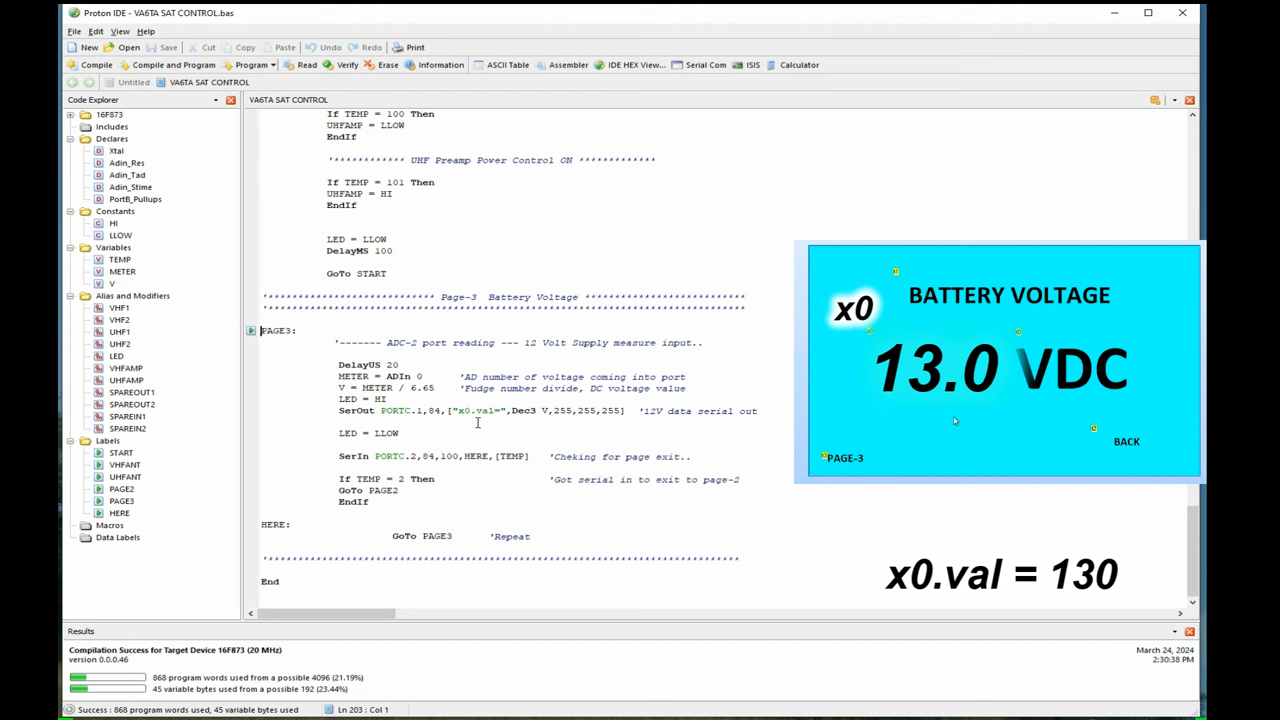 Proton IDE - VA6TA SAT CONTROL.bas
File Edit View Help
New Open Save Cut Copy Paste Undo Redo Print
Compile Compile and Program Program Read Verify Erase Information ASCII Table Assembler IDE HEX View... Serial Com ISIS Calculator
Untitled VA6TA SAT CONTROL
Code Explorer
16F873
Includes
Declares
Xtal
Adin_Res
Adin_Tad
Adin_Stime
PortB_Pullups
Constants
HI
LLOW
Variables
TEMP
METER
V
Alias and Modifiers
VHF1
VHF2
UHF1
UHF2
LED
VHFAMP
UHFAMP
SPAREOUT1
SPAREOUT2
SPAREIN1
SPAREIN2
Labels
START
VHFANT
UHFANT
PAGE2
PAGE3
HERE
Macros
Data Labels
VA6TA SAT CONTROL
If TEMP = 100 Then
UHFAMP = LLOW
EndIf
'************ UHF Preamp Power Control ON *************
If TEMP = 101 Then
UHFAMP = HI
EndIf
LED = LLOW
DelayMS 100
GoTo START
'***************************** Page-3 Battery Voltage ***************************
'*********************************************************************************
PAGE3:
'------- ADC-2 port reading --- 12 Volt Supply measure input..
DelayUS 20
METER = ADIn 0 'AD number of voltage coming into port
V = METER / 6.65 'Fudge number divide, DC voltage value
LED = HI
SerOut PORTC.1,84,["x0.val=",Dec3 V,255,255,255] '12V data serial out
LED = LLOW
SerIn PORTC.2,84,100,HERE,[TEMP] 'Cheking for page exit..
If TEMP = 2 Then 'Got serial in to exit to page-2
GoTo PAGE2
EndIf
HERE:
GoTo PAGE3 'Repeat
'********************************************************************************
End
x0
BATTERY VOLTAGE
13.0 VDC
BACK
PAGE-3
x0.val = 130
Results
Compilation Success for Target Device 16F873 (20 MHz)
version 0.0.0.46
March 24, 2024
2:30:38 PM
868 program words used from a possible 4096 (21.19%)
45 variable bytes used from a possible 192 (23.44%)
Success : 868 program words used, 45 variable bytes used Ln 203 : Col 1